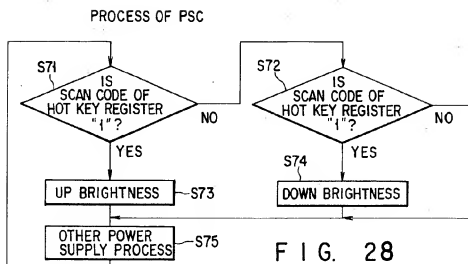 PROCESS OF PSC
S71
IS
SCAN CODE OF
HOT KEY REGISTER
"1"?
NO
YES
S72
IS
SCAN CODE OF
HOT KEY REGISTER
"1"?
NO
YES
UP BRIGHTNESS
S73
S74
DOWN BRIGHTNESS
OTHER POWER
SUPPLY PROCESS
S75
FIG. 28